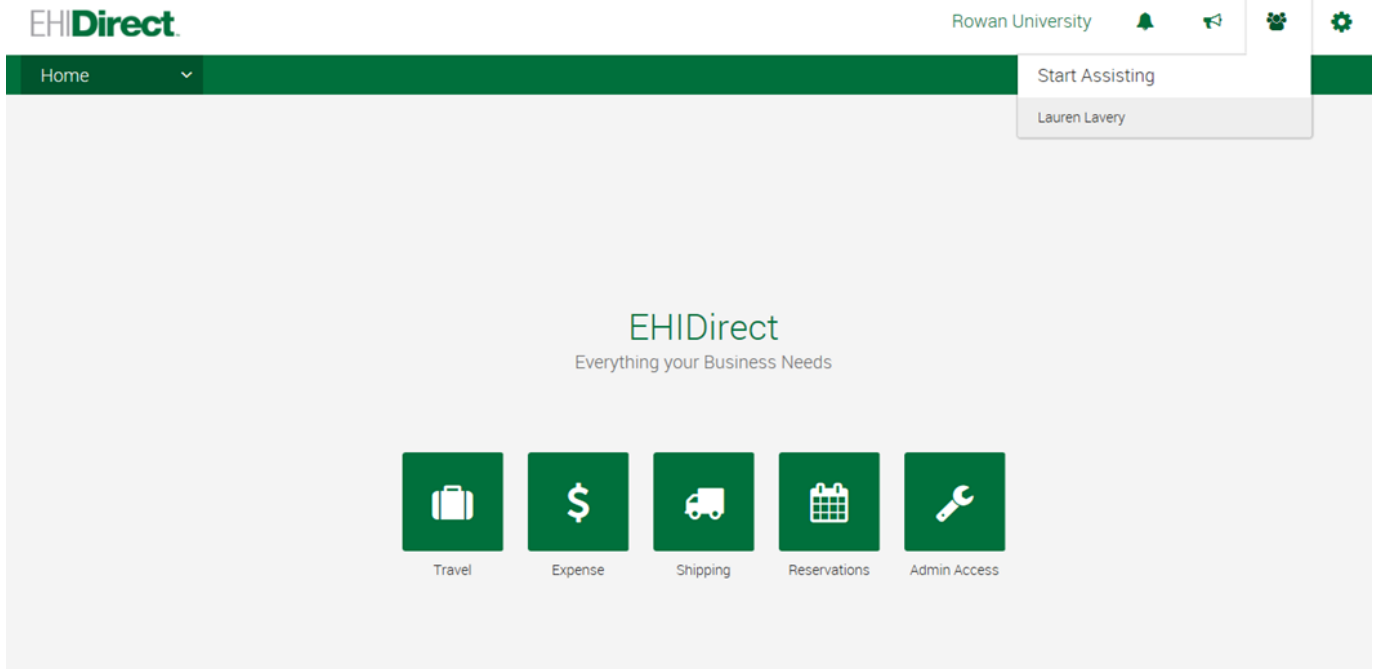 EHIDirect.
Rowan University
Home
Start Assisting
Lauren Lavery
EHIDirect
Everything your Business Needs
Travel
Expense
Shipping
Reservations
Admin Access